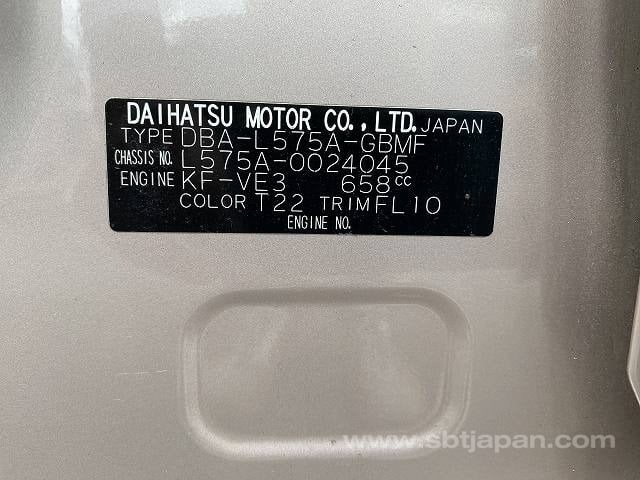 DAIHATSU MOTOR CO.,LTD. JAPAN
TYPE DBA-L575A-GBMF
CHASSIS NO. L575A-0024045
ENGINE KF-VE3 658cc
COLOR T22 TRIM FL10
ENGINE NO.
www.sbtjapan.com